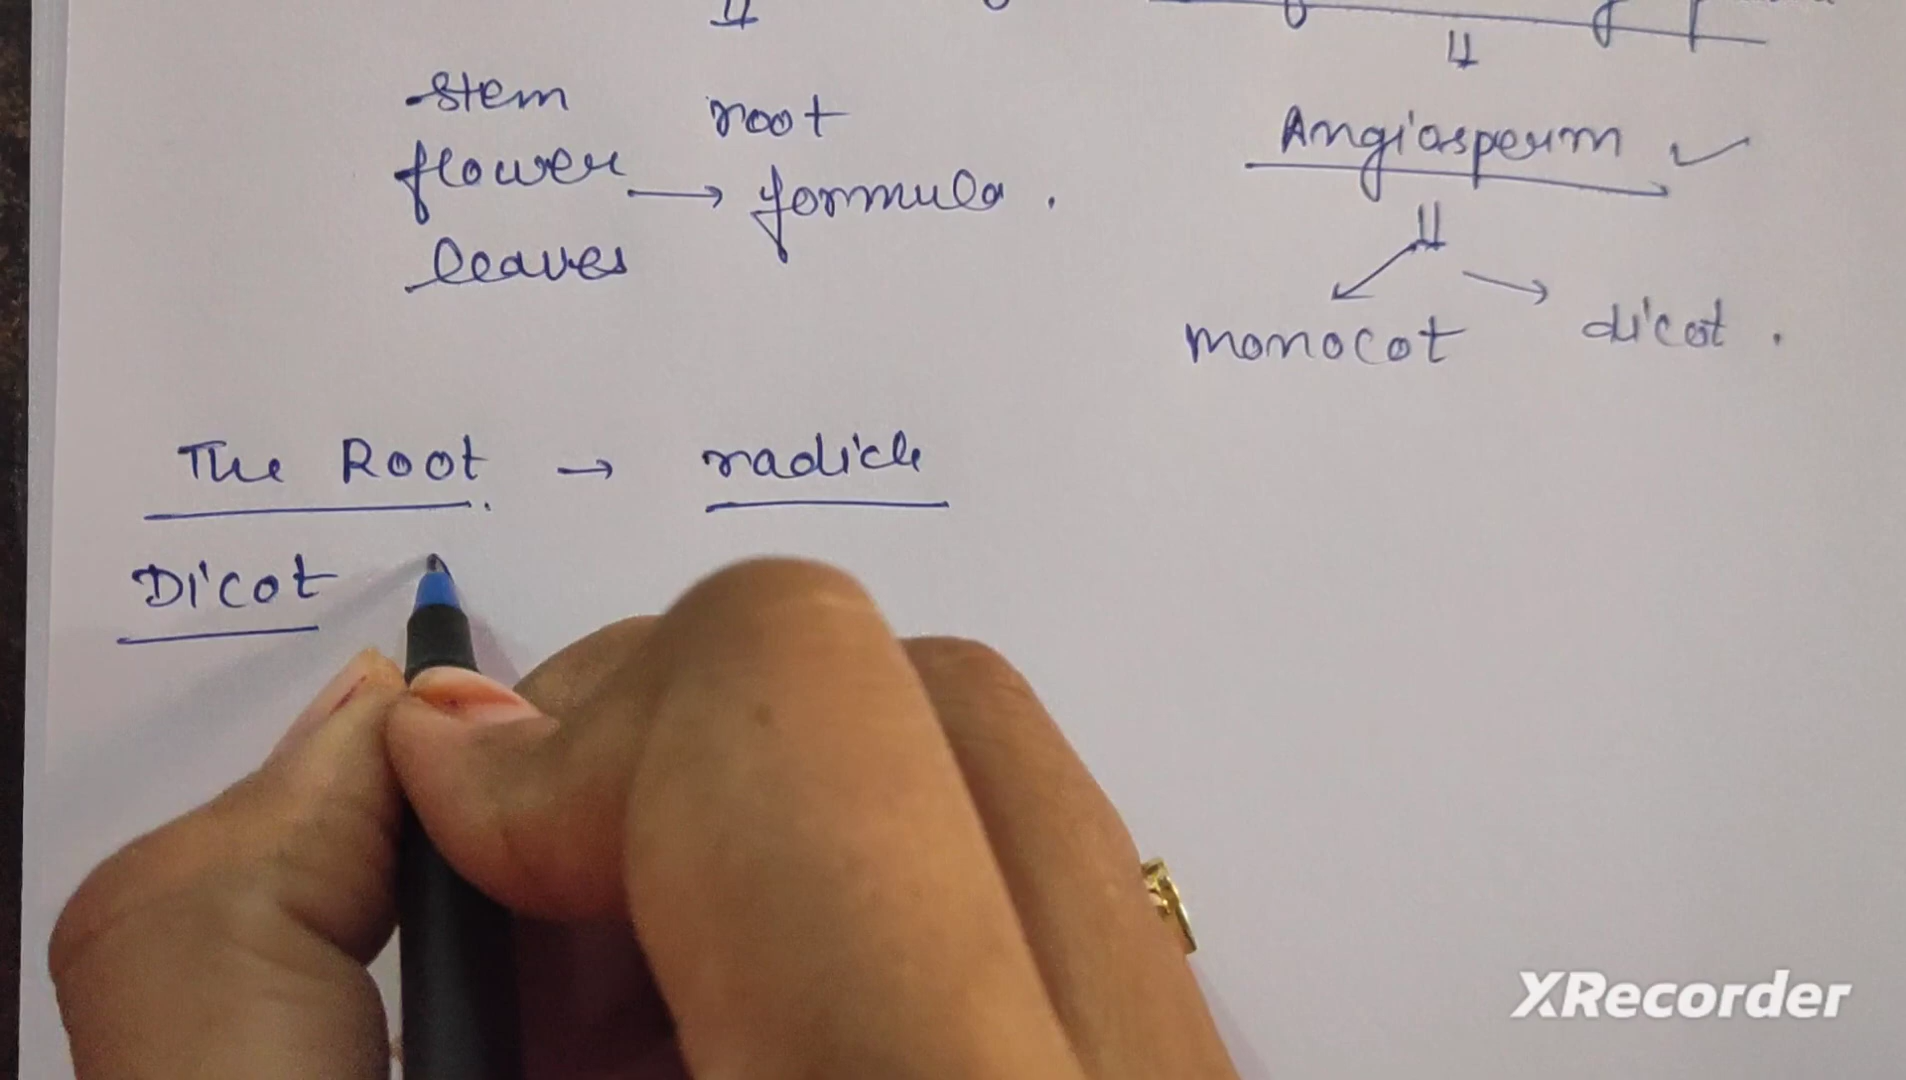 stem root
flower → formula.
leaves
Angiosperm ✓
monocot dicot.
The Root. → radicle
Dicot
XRecorder